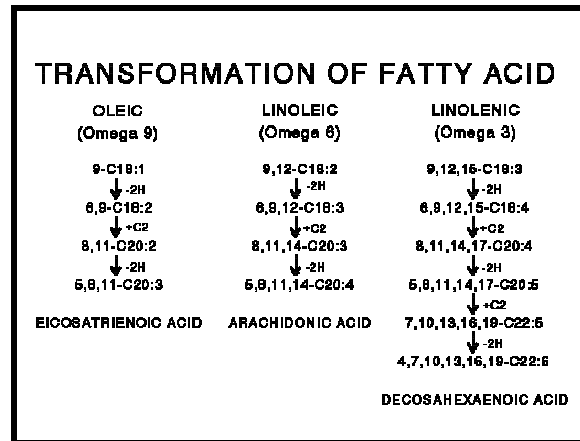 TRANSFORMATION OF FATTY ACID
OLEIC
(Omega 9)
9-C18:1
-2H
6,9-C18:2
+C2
8,11-C20:2
-2H
5,8,11-C20:3
EICOSATRIENOIC ACID
LINOLEIC
(Omega 6)
9,12-C18:2
-2H
6,9,12-C18:3
+C2
8,11,14-C20:3
-2H
5,8,11,14-C20:4
ARACHIDONIC ACID
LINOLENIC
(Omega 3)
9,12,15-C18:3
-2H
6,9,12,15-C18:4
+C2
8,11,14,17-C20:4
-2H
5,8,11,14,17-C20:5
+C2
7,10,13,16,19-C22:5
-2H
4,7,10,13,16,19-C22:6
DECOSAHEXAENOIC ACID